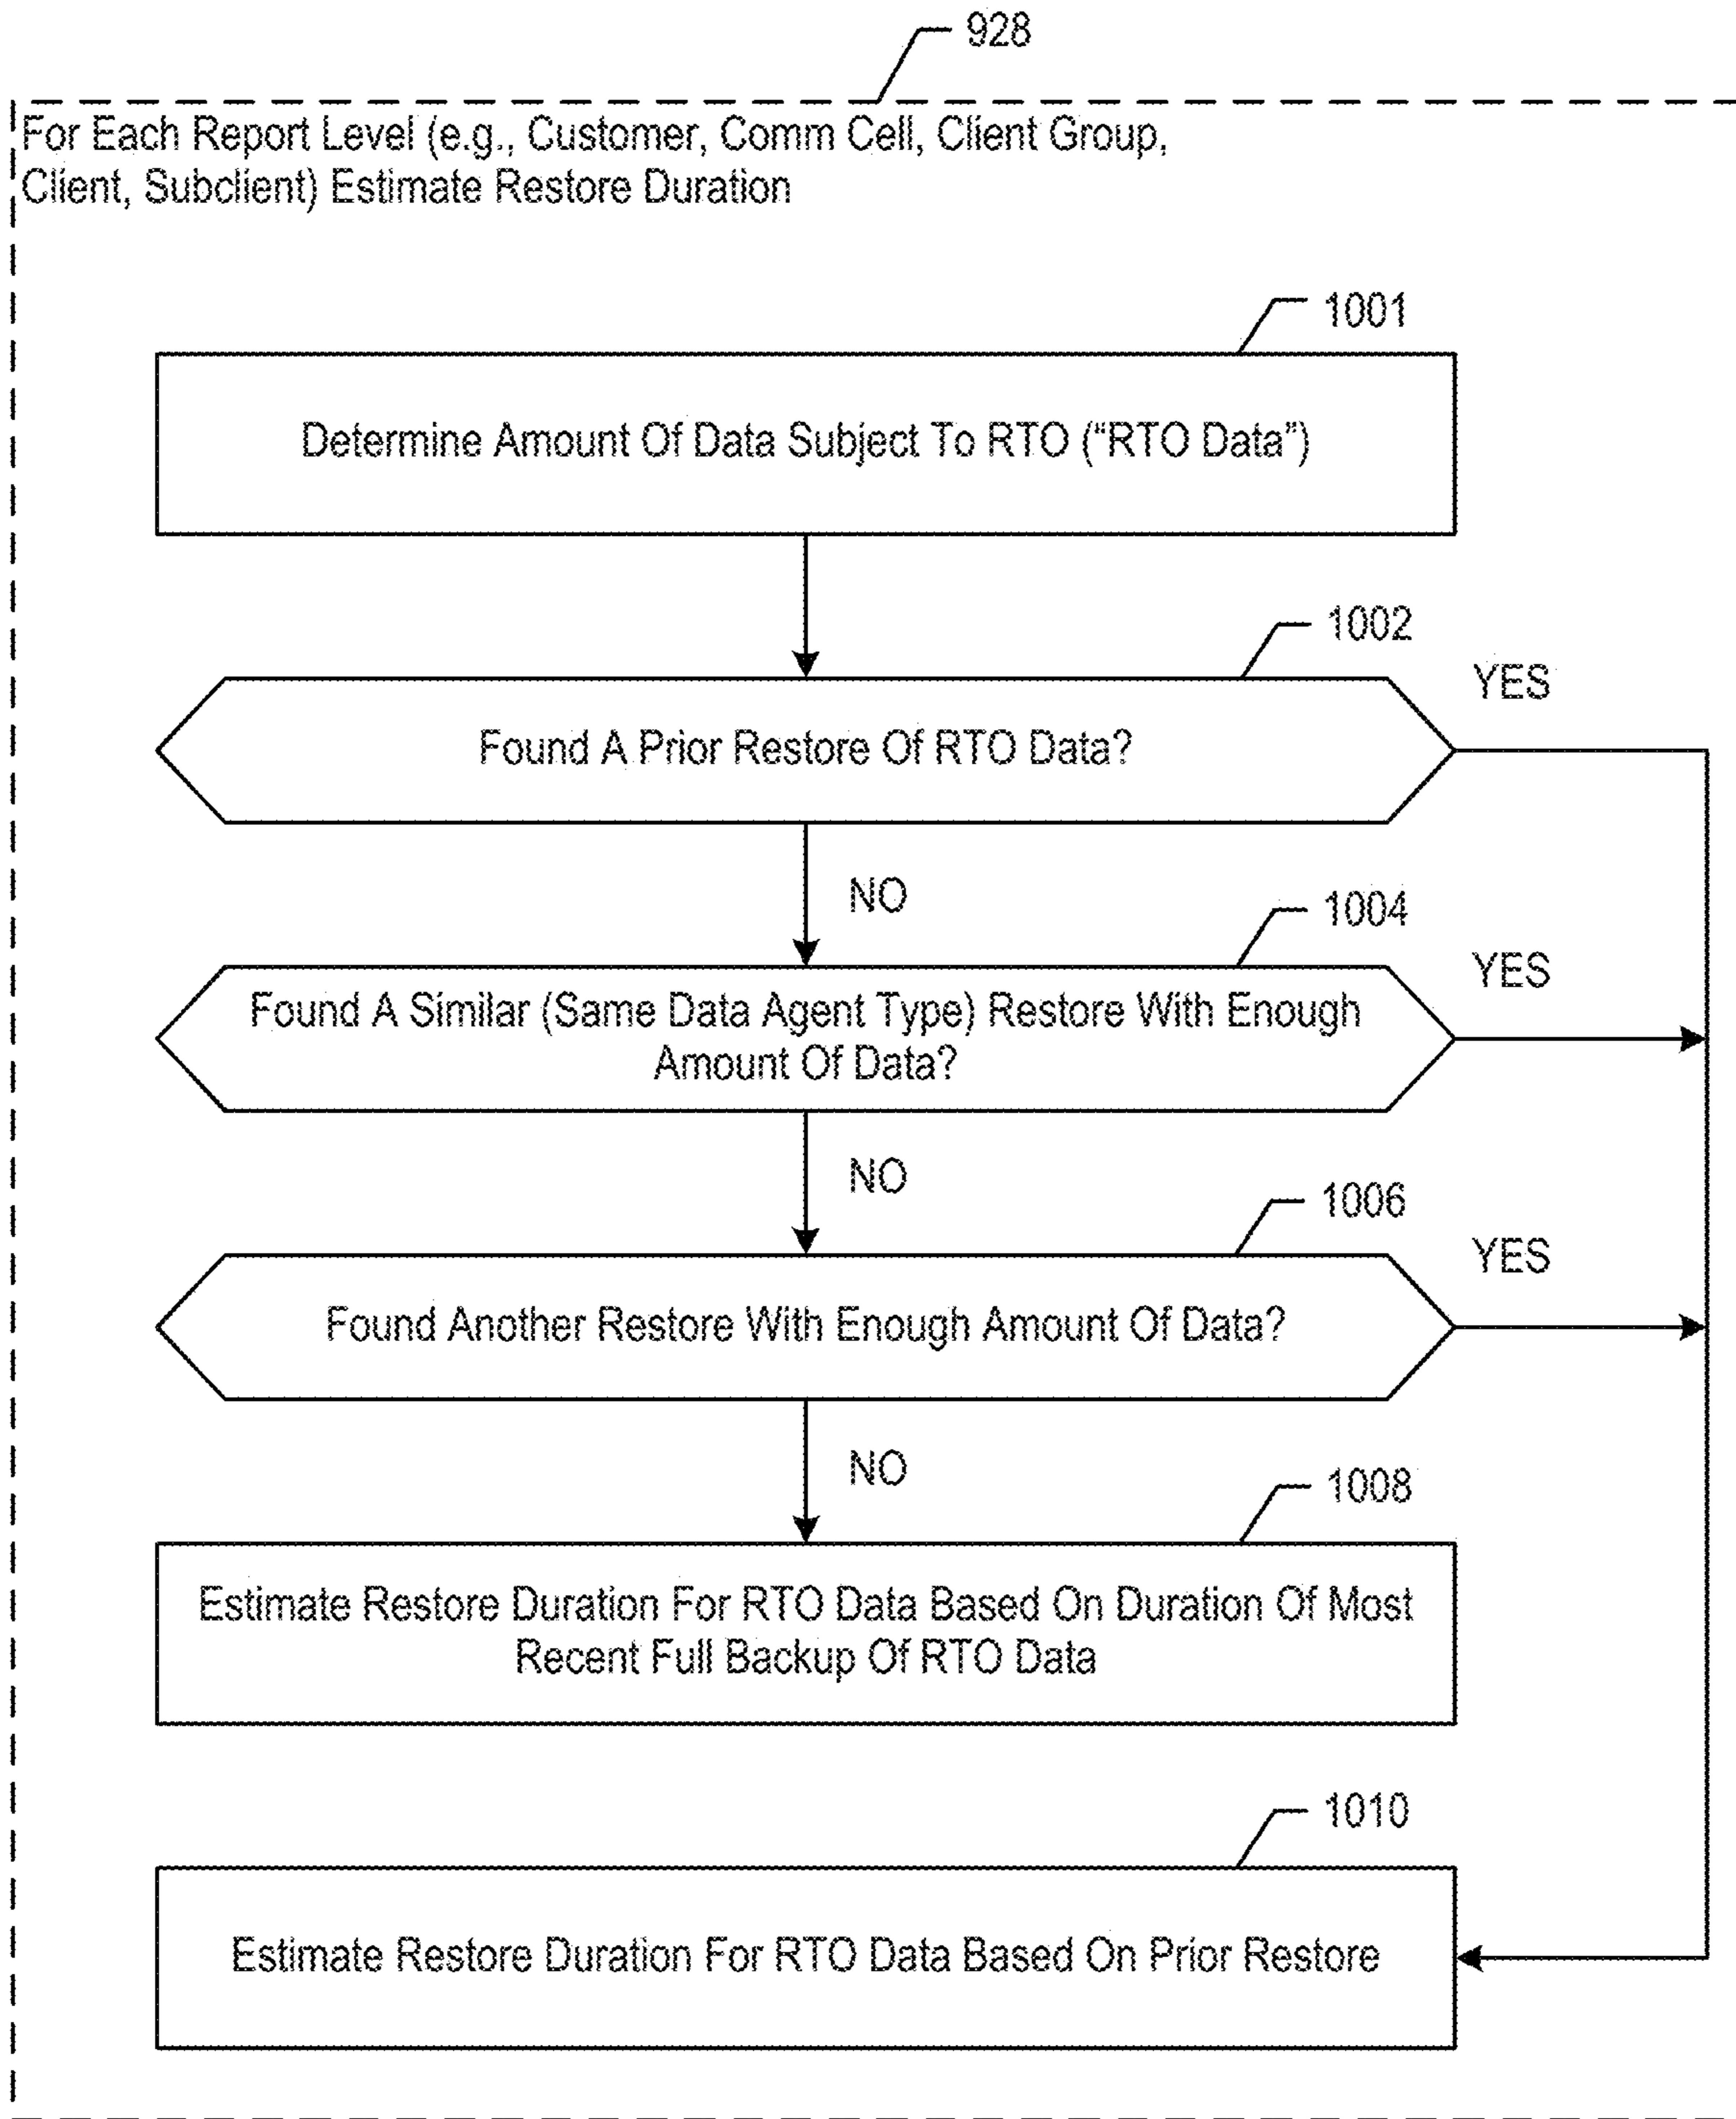 928
For Each Report Level (e.g., Customer, Comm Cell, Client Group,
Client, Subclient) Estimate Restore Duration
1001
Determine Amount Of Data Subject To RTO (“RTO Data”)
1002
YES
Found A Prior Restore Of RTO Data?
NO
1004
YES
Found A Similar (Same Data Agent Type) Restore With Enough
Amount Of Data?
NO
1006
YES
Found Another Restore With Enough Amount Of Data?
NO
1008
Estimate Restore Duration For RTO Data Based On Duration Of Most
Recent Full Backup Of RTO Data
1010
Estimate Restore Duration For RTO Data Based On Prior Restore